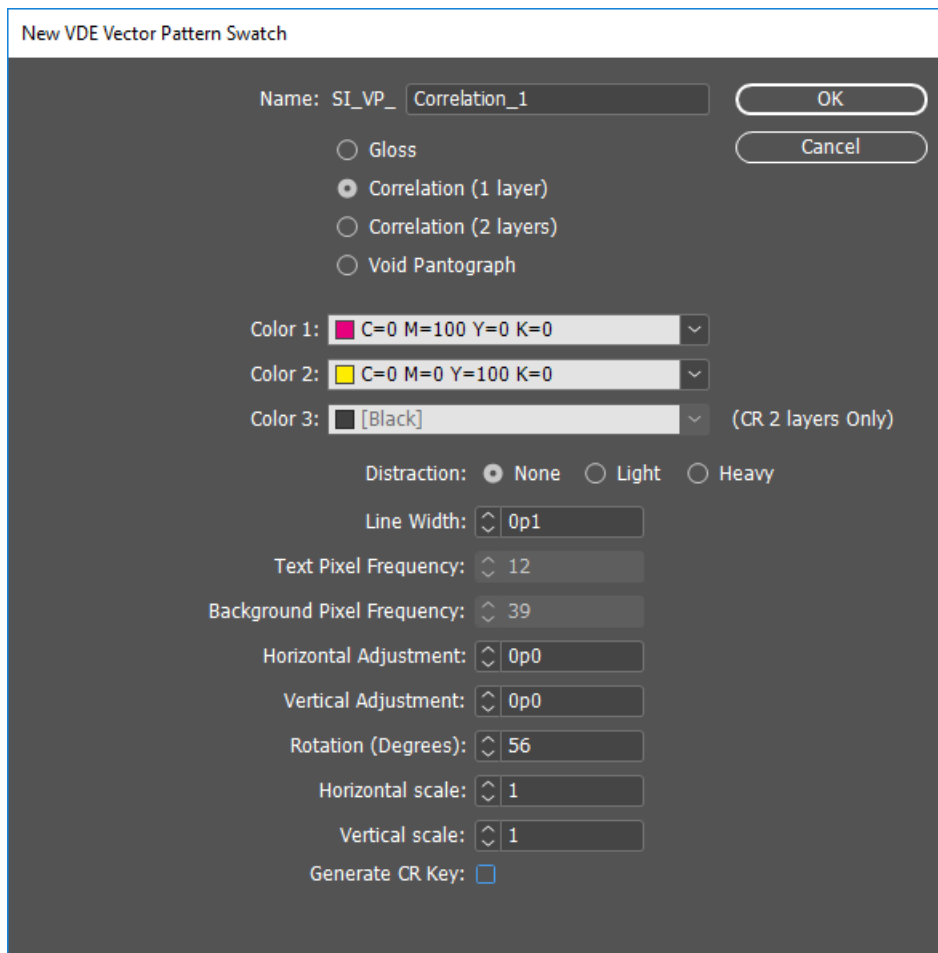 New VDE Vector Pattern Swatch
Name: SI_VP_ Correlation_1 OK
Gloss Cancel
Correlation (1 layer)
Correlation (2 layers)
Void Pantograph
Color 1: C=0 M=100 Y=0 K=0
Color 2: C=0 M=0 Y=100 K=0
Color 3: [Black] (CR 2 layers Only)
Distraction: None Light Heavy
Line Width: 0p1
Text Pixel Frequency: 12
Background Pixel Frequency: 39
Horizontal Adjustment: 0p0
Vertical Adjustment: 0p0
Rotation (Degrees): 56
Horizontal scale: 1
Vertical scale: 1
Generate CR Key: